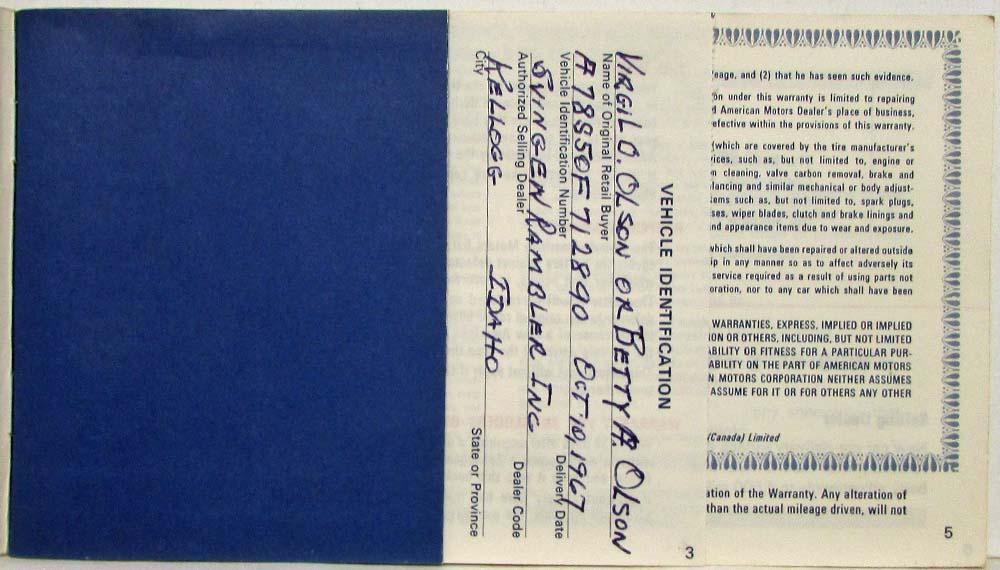 VEHICLE IDENTIFICATION
VIRGIL O. OLSON OR BETTY A. OLSON
Name of Original Retail Buyer
A78S50F712890 OCT 10, 1967
Vehicle Identification Number Delivery Date
SVINGEN RAMBLER INC
Authorized Selling Dealer Dealer Code
KELLOGG IDAHO
City State or Province
3
eage, and (2) that he has seen such evidence.
on under this warranty is limited to repairing
American Motors Dealer's place of business,
efective within the provisions of this warranty.
(which are covered by the tire manufacturer's
ices, such as, but not limited to, engine or
cleaning, valve carbon removal, brake and
lancing and similar mechanical or body adjust-
ems such as, but not limited to, spark plugs,
ses, wiper blades, clutch and brake linings and
nd appearance items due to wear and exposure.
hich shall have been repaired or altered outside
ip in any manner so as to affect adversely its
service required as a result of using parts not
oration, nor to any car which shall have been
WARRANTIES, EXPRESS, IMPLIED OR IMPLIED
ION OR OTHERS, INCLUDING, BUT NOT LIMITED
ABILITY OR FITNESS FOR A PARTICULAR PUR-
ABILITY ON THE PART OF AMERICAN MOTORS
N MOTORS CORPORATION NEITHER ASSUMES
ASSUME FOR IT OR FOR OTHERS ANY OTHER
(Canada) Limited
ation of the Warranty. Any alteration of
than the actual mileage driven, will not
5